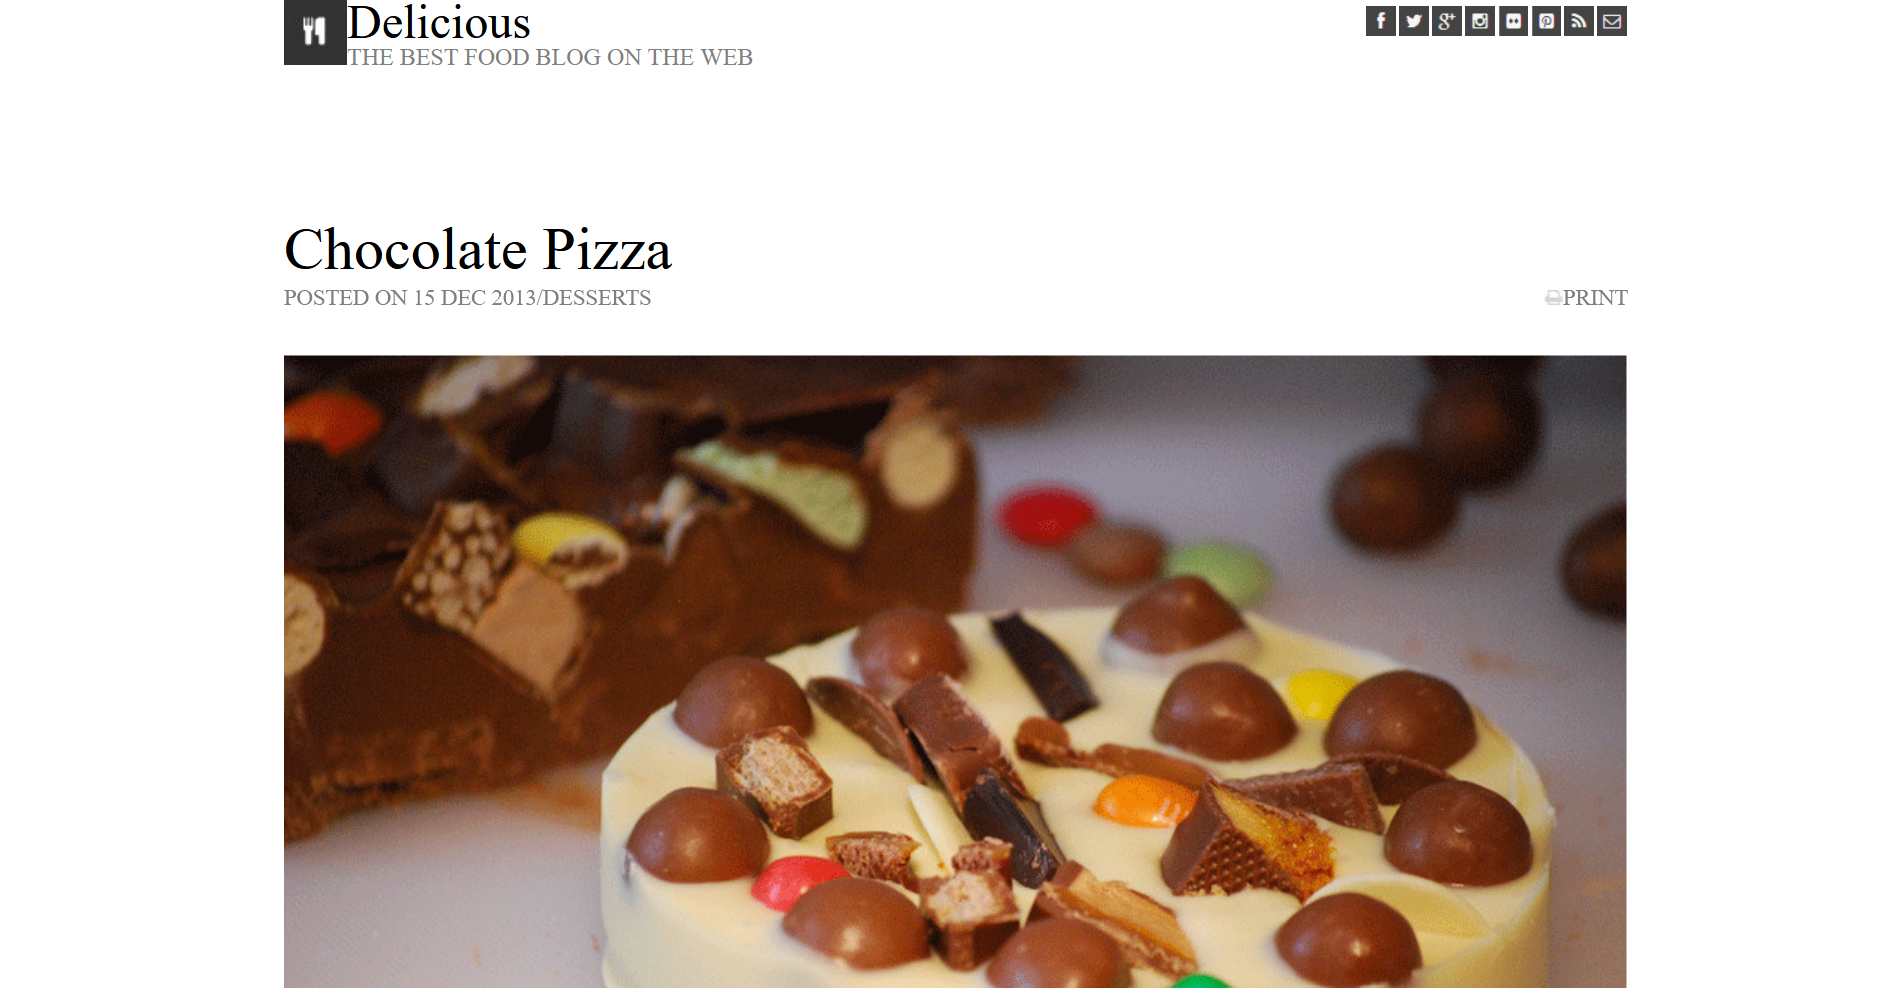 Delicious
THE BEST FOOD BLOG ON THE WEB
Chocolate Pizza
POSTED ON 15 DEC 2013/DESSERTS
PRINT